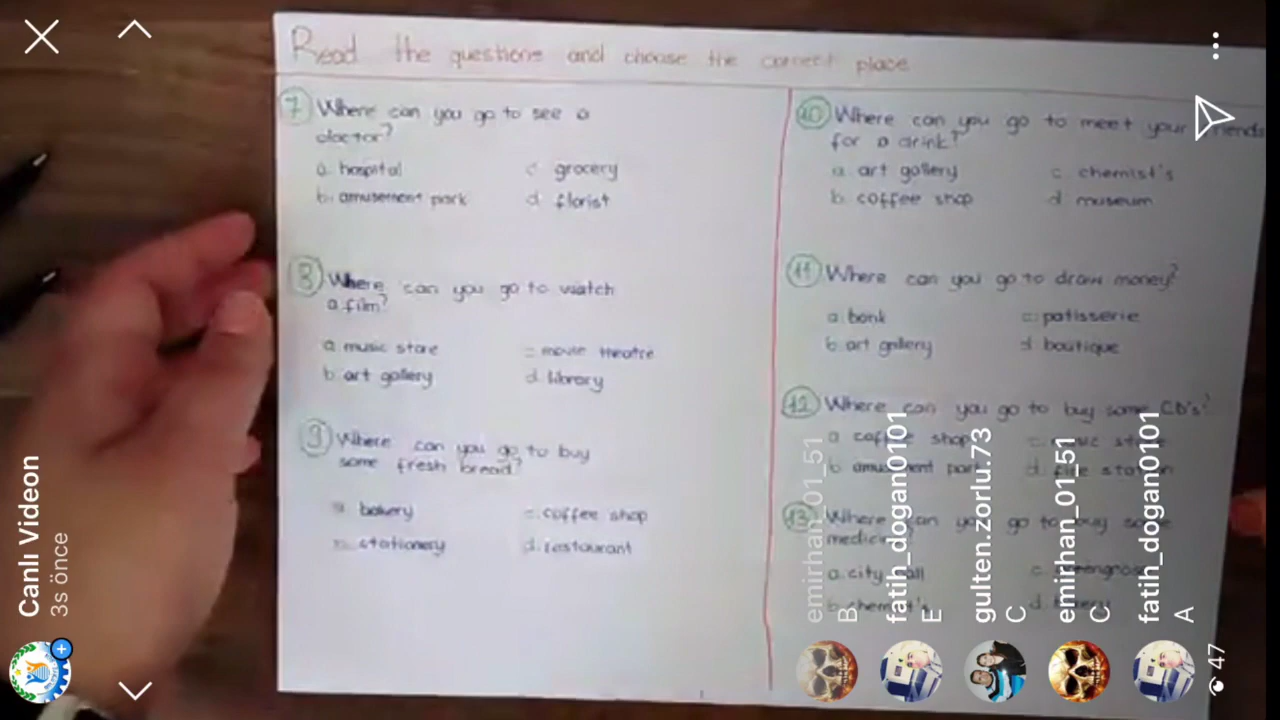 Read the questions and choose the correct place
7 Where can you go to see a
doctor?
a. hospital c. grocery
b. amusement park d. florist
8 Where can you go to watch
a film?
a. music store c. movie theatre
b. art gallery d. library
9 Where can you go to buy
some fresh bread?
a. bakery c. coffee shop
b. stationery d. restaurant
10 Where can you go to meet your friends
for a drink?
a. art gallery c. chemist's
b. coffee shop d. museum
11 Where can you go to draw money?
a. bank c. patisserie
b. art gallery d. boutique
12 Where can you go to buy some CD's?
a. coffee shop c. music store
b. amusement park d. fire station
13 Where can you go to buy some
medicine?
a. city hall c.
b. chemist's d.
Canlı Videon
3s önce
emirhan_01_51
B
fatih_dogan0101
E
gulten.zorlu.73
C
emirhan_01_51
C
fatih_dogan0101
A
47